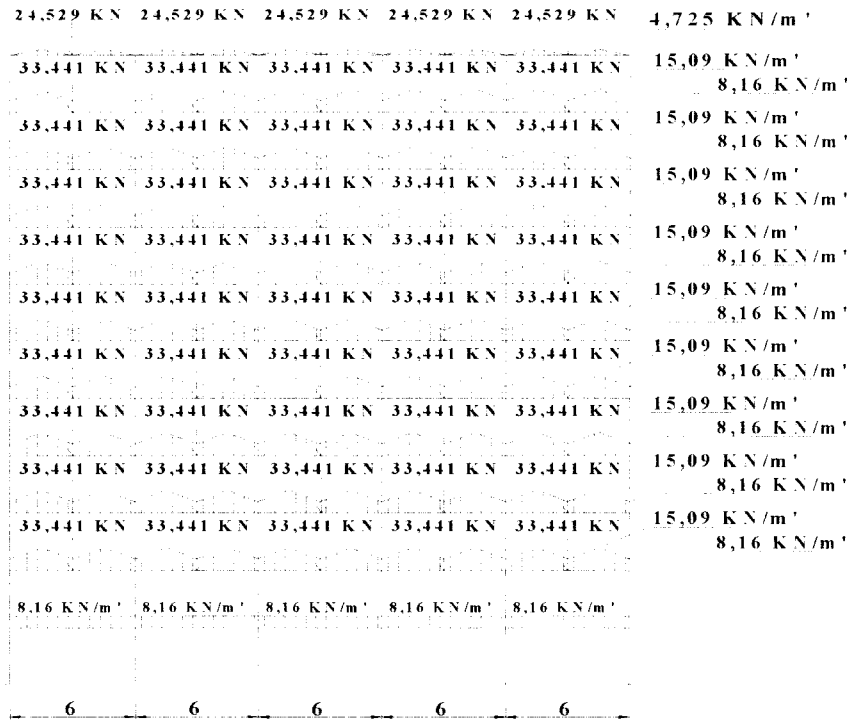 24,529 KN 24,529 KN 24,529 KN 24,529 KN 24,529 KN 4,725 KN/m'
33,441 KN 33,441 KN 33,441 KN 33,441 KN 33,441 KN 15,09 KN/m'
8,16 KN/m'
33,441 KN 33,441 KN 33,441 KN 33,441 KN 33,441 KN 15,09 KN/m'
8,16 KN/m'
33,441 KN 33,441 KN 33,441 KN 33,441 KN 33,441 KN 15,09 KN/m'
8,16 KN/m'
33,441 KN 33,441 KN 33,441 KN 33,441 KN 33,441 KN 15,09 KN/m'
8,16 KN/m'
33,441 KN 33,441 KN 33,441 KN 33,441 KN 33,441 KN 15,09 KN/m'
8,16 KN/m'
33,441 KN 33,441 KN 33,441 KN 33,441 KN 33,441 KN 15,09 KN/m'
8,16 KN/m'
33,441 KN 33,441 KN 33,441 KN 33,441 KN 33,441 KN 15,09 KN/m'
8,16 KN/m'
33,441 KN 33,441 KN 33,441 KN 33,441 KN 33,441 KN 15,09 KN/m'
8,16 KN/m'
33,441 KN 33,441 KN 33,441 KN 33,441 KN 33,441 KN 15,09 KN/m'
8,16 KN/m'
8,16 KN/m' 8,16 KN/m' 8,16 KN/m' 8,16 KN/m' 8,16 KN/m'
6 6 6 6 6